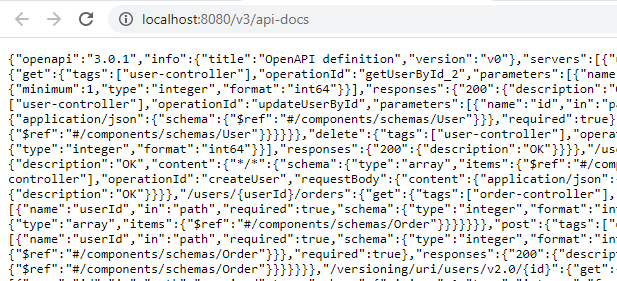 localhost:8080/v3/api-docs
{"openapi":"3.0.1","info":{"title":"OpenAPI definition","version":"v0"},"servers":[{"
{"get":{"tags":["user-controller"],"operationId":"getUserById_2","parameters":[{"name
{"minimum":1,"type":"integer","format":"int64"}}],"responses":{"200":{"description":"O
["user-controller"],"operationId":"updateUserById","parameters":[{"name":"id","in":"pa
{"application/json":{"schema":{"$ref":"#/components/schemas/User"}}},"required":true}
{"$ref":"#/components/schemas/User"}}}}}},"delete":{"tags":["user-controller"],"operat
{"type":"integer","format":"int64"}}],"responses":{"200":{"description":"OK"}}}},"/us
{"description":"OK","content":{"*/*":{"schema":{"type":"array","items":{"$ref":"#/comp
controller"],"operationId":"createUser","requestBody":{"content":{"application/json":
{"description":"OK"}}}},"/users/{userId}/orders":{"get":{"tags":["order-controller"],
[{"name":"userId","in":"path","required":true,"schema":{"type":"integer","format":"int
{"type":"array","items":{"$ref":"#/components/schemas/Order"}}}}}}},"post":{"tags":["o
[{"name":"userId","in":"path","required":true,"schema":{"type":"integer","format":"int
{"$ref":"#/components/schemas/Order"}}},"required":true},"responses":{"200":{"descript
{"$ref":"#/components/schemas/Order"}}}}}}},"/versioning/uri/users/v2.0/{id}":{"get":